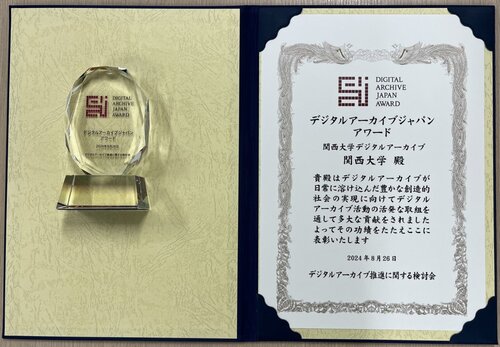 DIGITAL
ARCHIVE
JAPAN
AWARD
デジタルアーカイブジャパン
アワード
DIGITAL
ARCHIVE
JAPAN
AWARD
デジタルアーカイブジャパン
アワード
関西大学デジタルアーカイブ
関西大学 殿
貴殿はデジタルアーカイブが
日常に溶け込んだ豊かな創造的
社会の実現に向けてデジタル
アーカイブ活動の活発な取組を
通して多大な貢献をされました
よってその功績をたたえここに
表彰いたします
2024年8月26日
デジタルアーカイブ推進に関する検討会